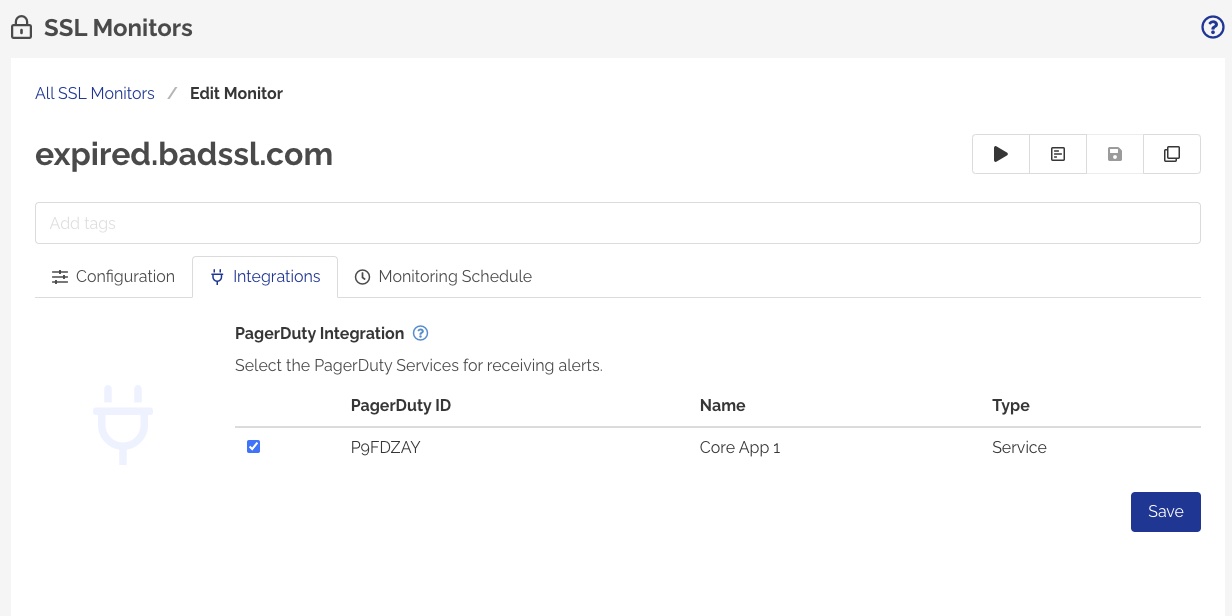 SSL Monitors
All SSL Monitors / Edit Monitor
expired.badssl.com
Add tags
Configuration Integrations Monitoring Schedule
PagerDuty Integration
Select the PagerDuty Services for receiving alerts.
PagerDuty ID Name Type
P9FDZAY Core App 1 Service
Save